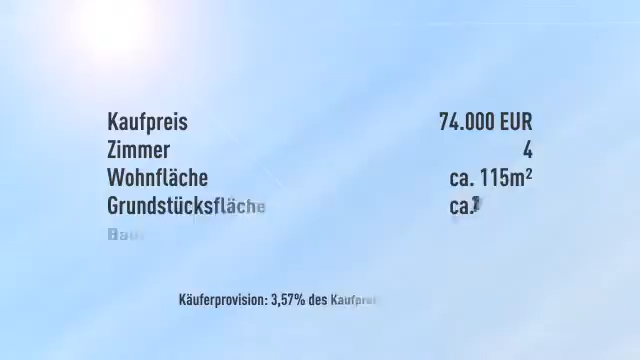 Kaufpreis 74.000 EUR
Zimmer 4
Wohnfläche ca. 115m²
Grundstücksfläche ca.
Käuferprovision: 3,57% des